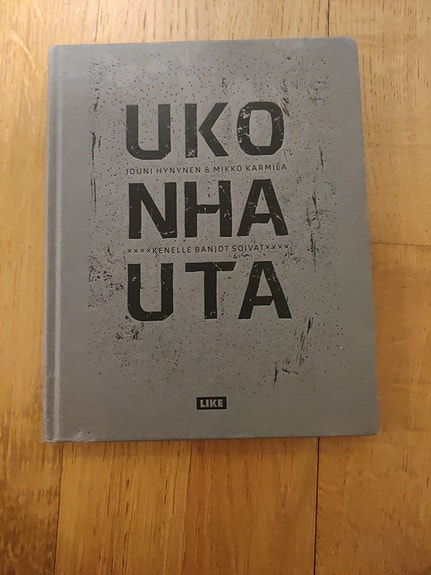 UKO
JOUNI HYNYNEN & MIKKO KARMILA
NHA
××××KENELLE BANJOT SOIVAT××××
UTA
LIKE